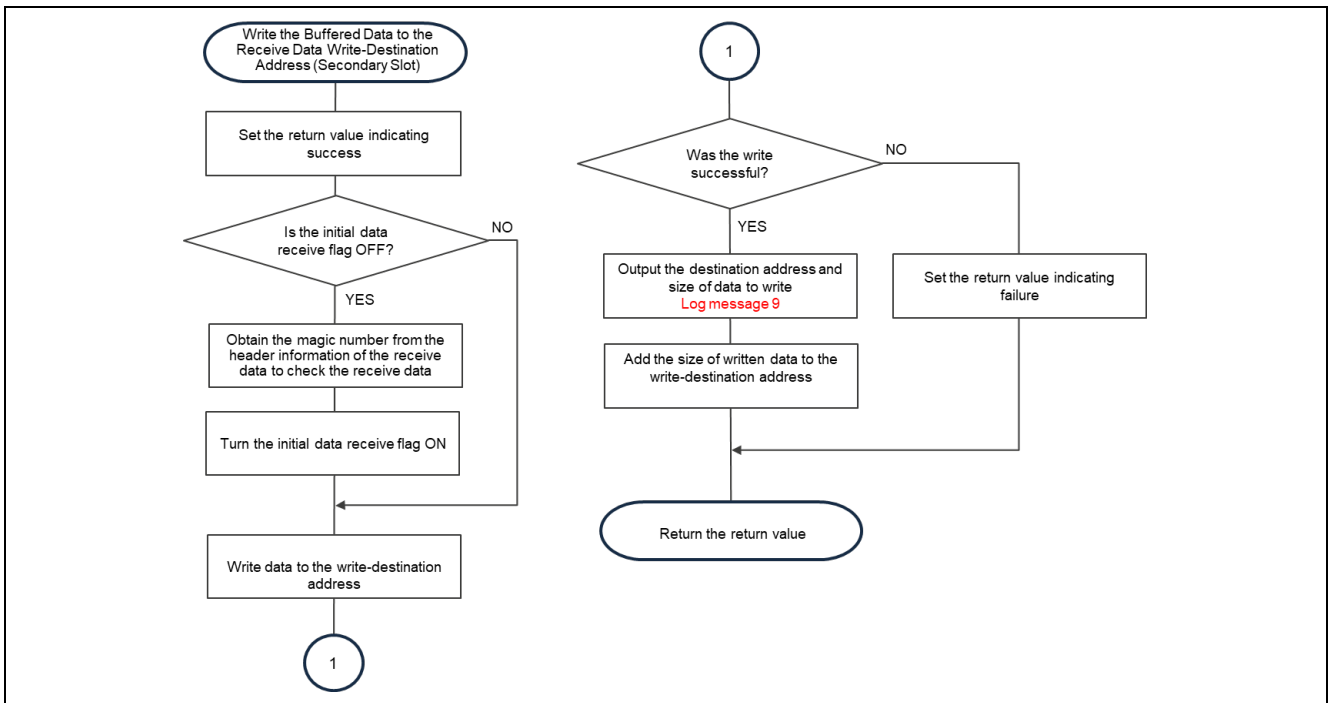 Write the Buffered Data to the
Receive Data Write-Destination
Address (Secondary Slot)
Set the return value indicating
success
Is the initial data
receive flag OFF?
NO
YES
Obtain the magic number from the
header information of the receive
data to check the receive data
Turn the initial data receive flag ON
Write data to the write-destination
address
1
1
Was the write
successful?
NO
YES
Output the destination address and
size of data to write
Log message 9
Set the return value indicating
failure
Add the size of written data to the
write-destination address
Return the return value